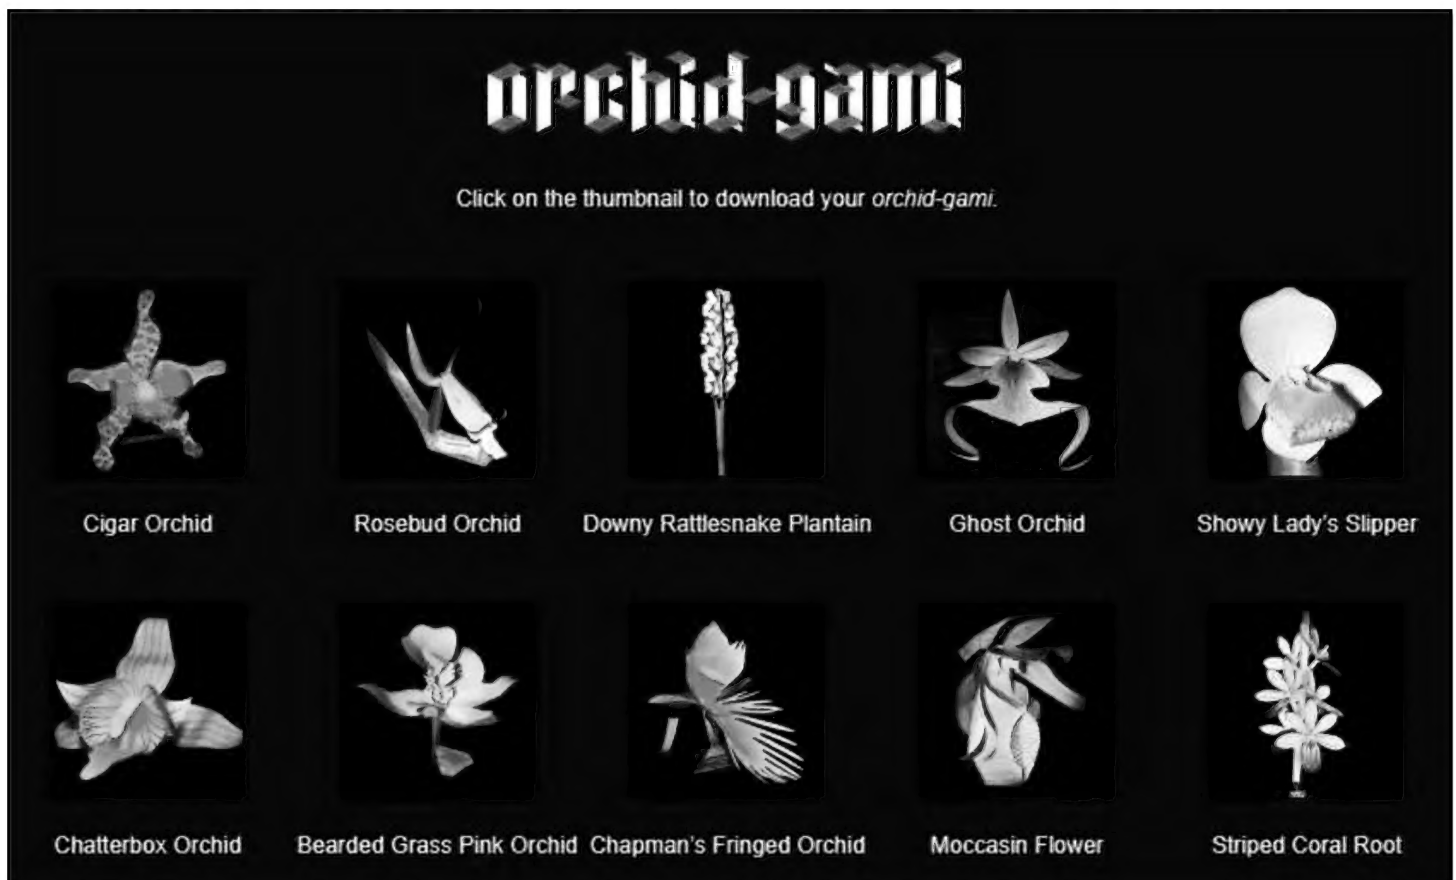 orchid-gami
Click on the thumbnail to download your orchid-gami.
Cigar Orchid
Rosebud Orchid
Downy Rattlesnake Plantain
Ghost Orchid
Showy Lady's Slipper
Chatterbox Orchid
Bearded Grass Pink Orchid
Chapman's Fringed Orchid
Moccasin Flower
Striped Coral Root